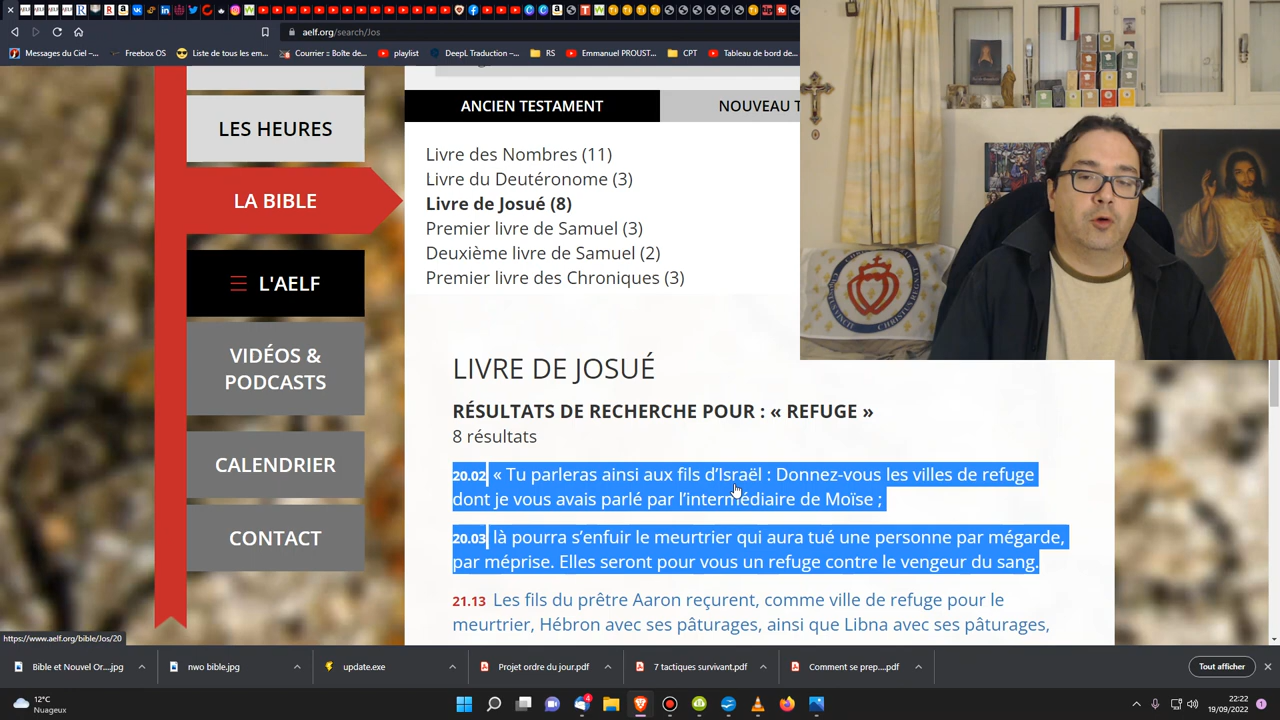 aelf.org/search/Jos
Messages du Ciel –...
Freebox OS
Liste de tous les em...
Courrier :: Boîte de...
playlist
DeepL Traduction –...
RS
Emmanuel PROUST...
CPT
Tableau de bord de...
ANCIEN TESTAMENT
NOUVEAU T
LES HEURES
LA BIBLE
L'AELF
VIDÉOS &
PODCASTS
CALENDRIER
CONTACT
Livre des Nombres (11)
Livre du Deutéronome (3)
Livre de Josué (8)
Premier livre de Samuel (3)
Deuxième livre de Samuel (2)
Premier livre des Chroniques (3)
LIVRE DE JOSUÉ
RÉSULTATS DE RECHERCHE POUR : « REFUGE »
8 résultats
20.02 « Tu parleras ainsi aux fils d’Israël : Donnez-vous les villes de refuge
dont je vous avais parlé par l’intermédiaire de Moïse ;
20.03 là pourra s’enfuir le meurtrier qui aura tué une personne par mégarde,
par méprise. Elles seront pour vous un refuge contre le vengeur du sang.
21.13 Les fils du prêtre Aaron reçurent, comme ville de refuge pour le
meurtrier, Hébron avec ses pâturages, ainsi que Libna avec ses pâturages,
https://www.aelf.org/bible/Jos/20
Bible et Nouvel Or....jpg
nwo bible.jpg
update.exe
Projet ordre du jour.pdf
7 tactiques survivant.pdf
Comment se prep....pdf
Tout afficher
12°C
Nuageux
22:22
19/09/2022